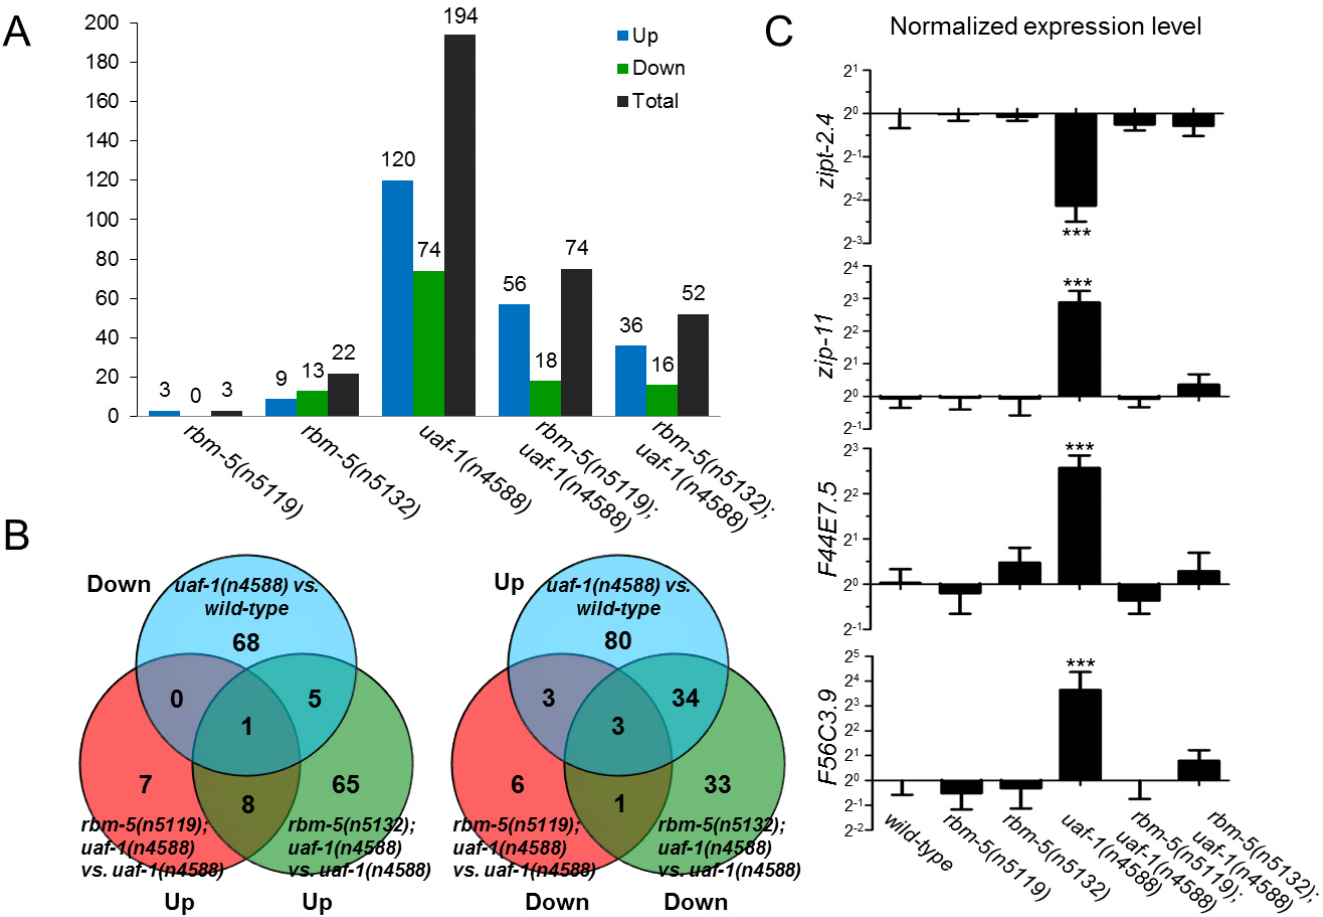 A
200
180
160
140
120
100
80
60
40
20
0
3 0 3
9 13 22
120 74 194
56 18 74
36 16 52
Up
Down
Total
rbm-5(n5119)
rbm-5(n5132)
uaf-1(n4588)
rbm-5(n5119);
uaf-1(n4588)
rbm-5(n5132);
uaf-1(n4588)
B
Down
uaf-1(n4588) vs.
wild-type
68
0
5
1
7
65
8
rbm-5(n5119);
uaf-1(n4588)
vs. uaf-1(n4588)
Up
rbm-5(n5132);
uaf-1(n4588)
vs. uaf-1(n4588)
Up
Up
uaf-1(n4588) vs.
wild-type
80
3
34
3
6
33
1
rbm-5(n5119);
uaf-1(n4588)
vs. uaf-1(n4588)
Down
rbm-5(n5132);
uaf-1(n4588)
vs. uaf-1(n4588)
Down
C
Normalized expression level
zipt-2.4
2¹
2⁰
2⁻¹
2⁻²
2⁻³
***
zip-11
2⁴
2³
2²
2¹
2⁰
2⁻¹
***
F44E7.5
2³
2²
2¹
2⁰
2⁻¹
***
F56C3.9
2⁵
2⁴
2³
2²
2¹
2⁰
2⁻¹
2⁻²
***
wild-type
rbm-5(n5119)
rbm-5(n5132)
uaf-1(n4588)
rbm-5(n5119);
uaf-1(n4588)
rbm-5(n5132);
uaf-1(n4588)